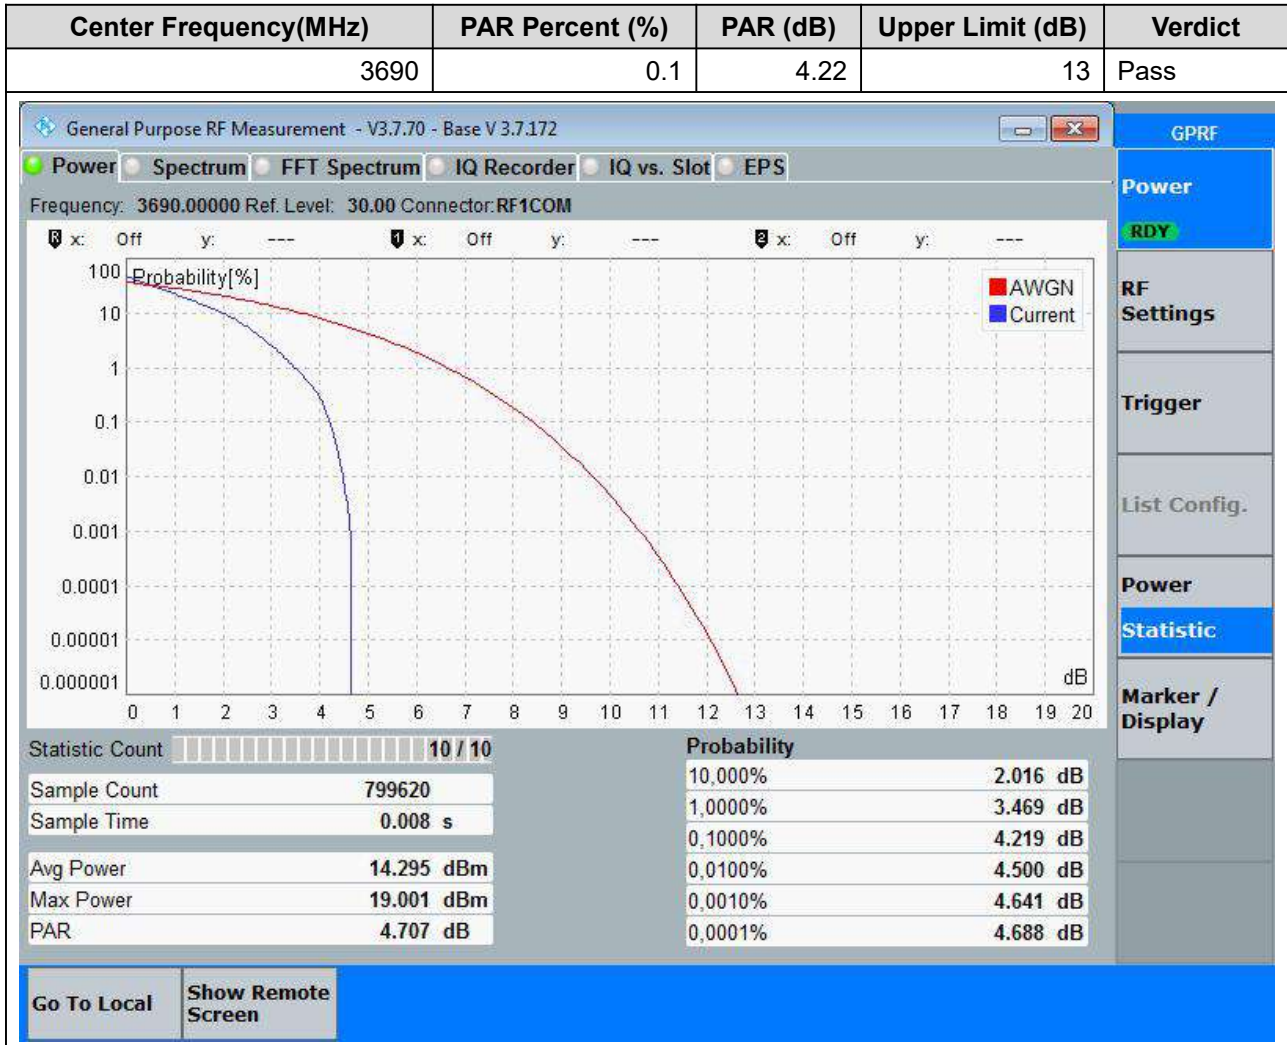 Center Frequency(MHz) PAR Percent (%) PAR (dB) Upper Limit (dB) Verdict
3690 0.1 4.22 13 Pass
General Purpose RF Measurement - V3.7.70 - Base V 3.7.172
GPRF
Power Spectrum FFT Spectrum IQ Recorder IQ vs. Slot EPS
Frequency: 3690.00000 Ref. Level: 30.00 Connector: RF1COM
R x: Off y: --- 1 x: Off y: --- 2 x: Off y: ---
Probability[%]
AWGN
Current
100
10
1
0.1
0.01
0.001
0.0001
0.00001
0.000001
dB
0 1 2 3 4 5 6 7 8 9 10 11 12 13 14 15 16 17 18 19 20
Statistic Count 10 / 10
Sample Count 799620
Sample Time 0.008 s
Avg Power 14.295 dBm
Max Power 19.001 dBm
PAR 4.707 dB
Probability
10,000% 2.016 dB
1,0000% 3.469 dB
0,1000% 4.219 dB
0,0100% 4.500 dB
0,0010% 4.641 dB
0,0001% 4.688 dB
Power
RDY
RF
Settings
Trigger
List Config.
Power
Statistic
Marker /
Display
Go To Local
Show Remote
Screen